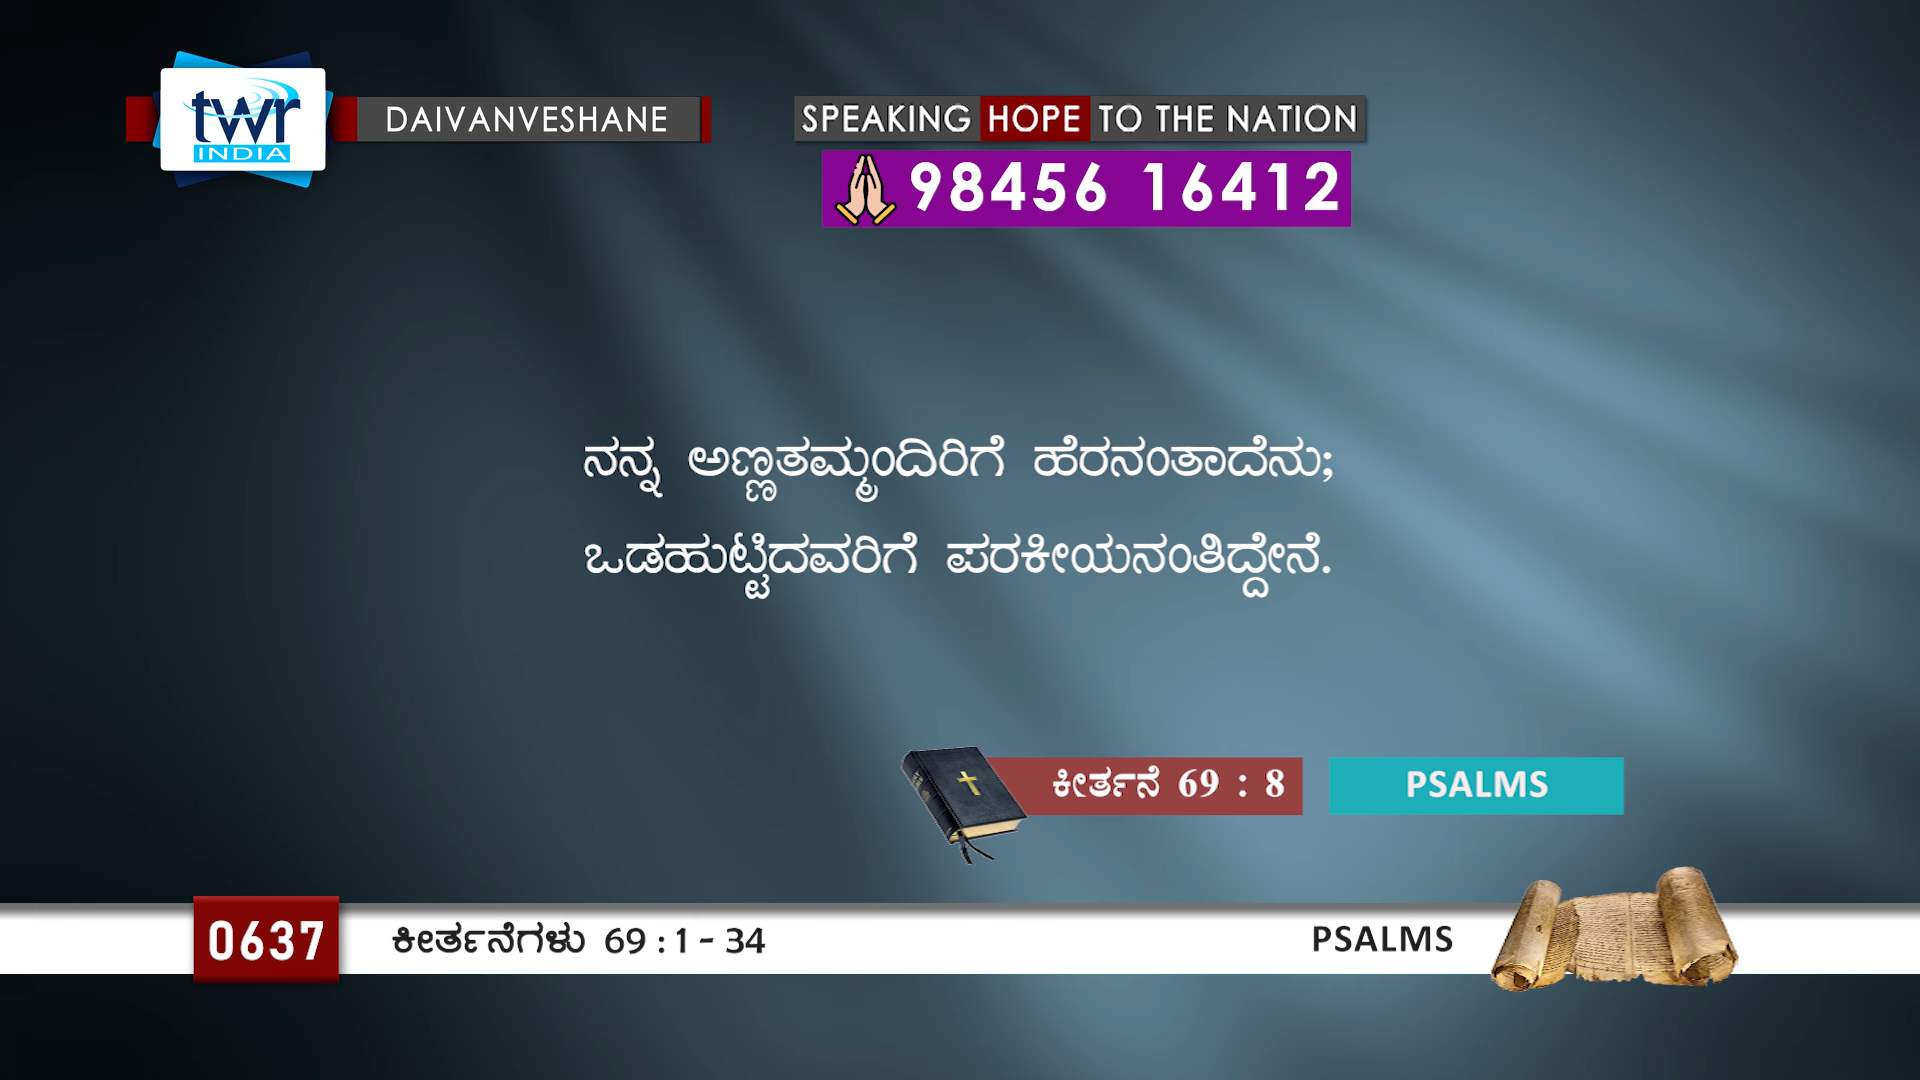 twr
INDIA
DAIVANVESHANE
SPEAKING HOPE TO THE NATION
98456 16412
ನನ್ನ ಅಣ್ಣತಮ್ಮಂದಿರಿಗೆ ಹೆರನಂತಾದೆನು;
ಒಡಹುಟ್ಟಿದವರಿಗೆ ಪರಕೀಯನಂತಿದ್ದೇನೆ.
ಕೀರ್ತನೆ 69 : 8
PSALMS
0637
ಕೀರ್ತನೆಗಳು 69 : 1 - 34
PSALMS